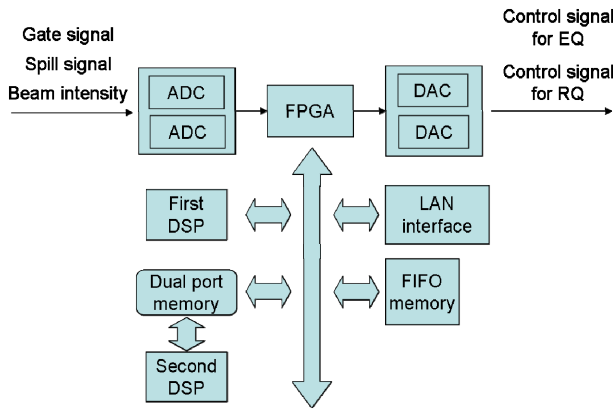 Gate signal
Spill signal
Beam intensity
ADC
ADC
FPGA
DAC
DAC
Control signal
for EQ
Control signal
for RQ
First
DSP
LAN
interface
Dual port
memory
FIFO
memory
Second
DSP